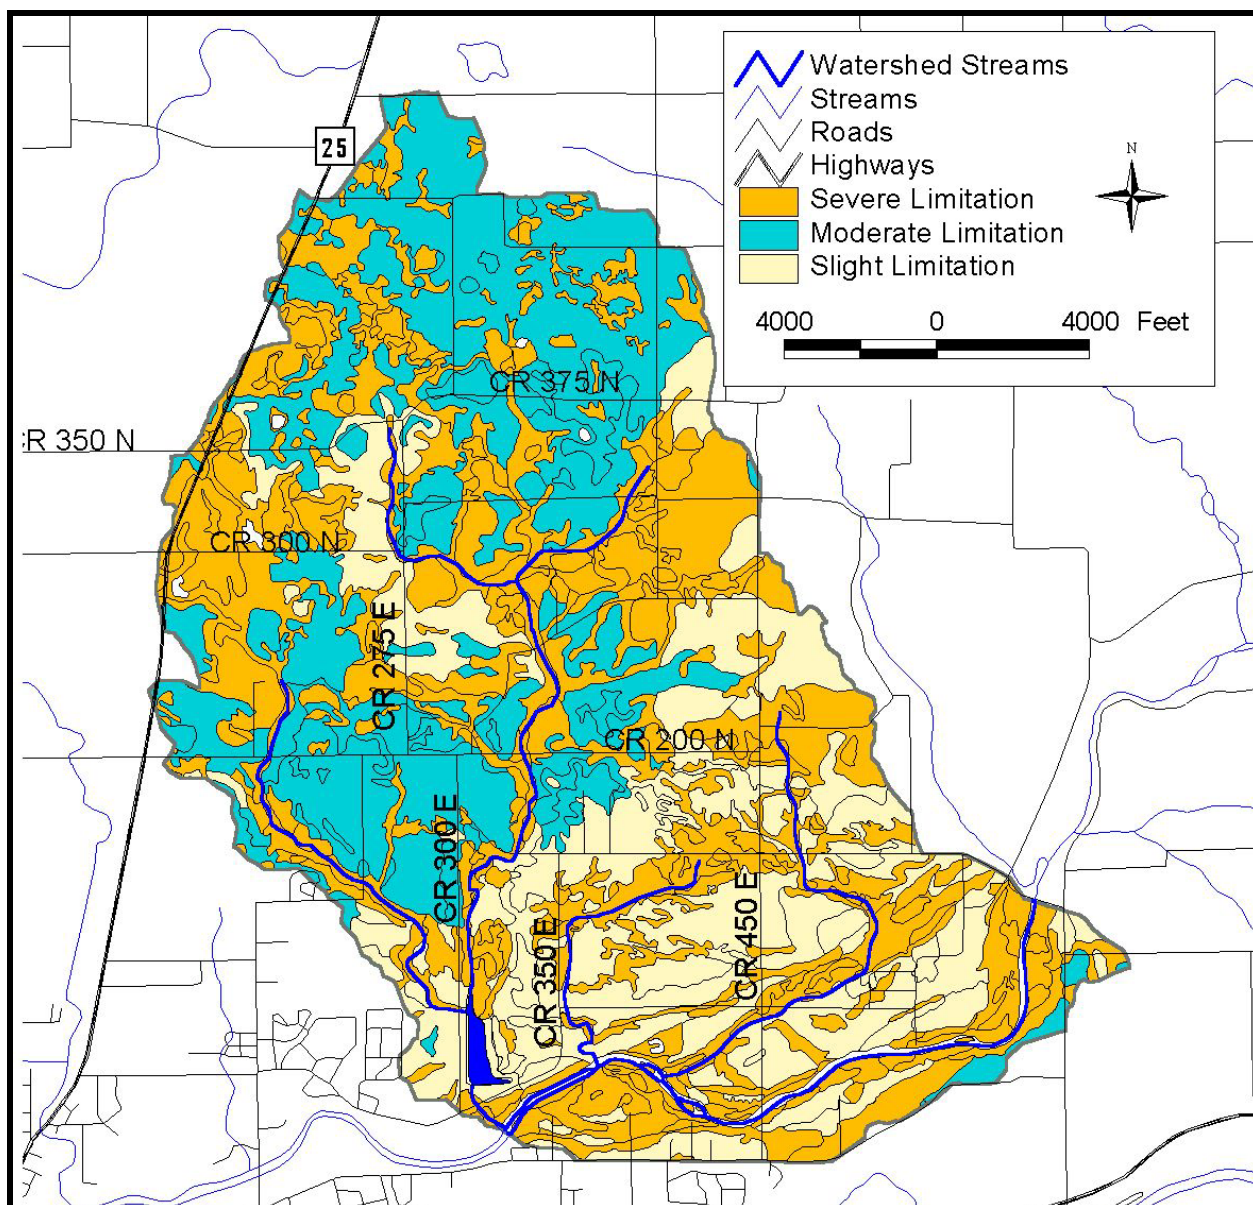 Watershed Streams
Streams
Roads
Highways
Severe Limitation
Moderate Limitation
Slight Limitation
N
4000 0 4000 Feet
25
CR 375 N
CR 350 N
CR 300 N
CR 275 E
CR 200 N
CR 300 E
CR 350 E
CR 450 E